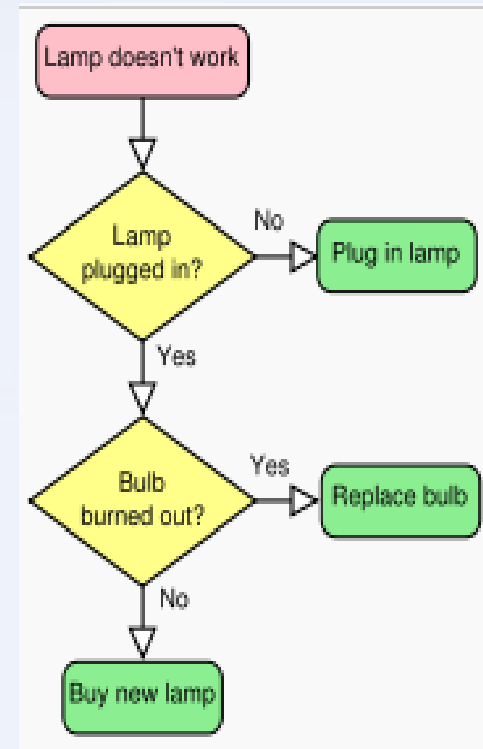 Lamp doesn't work
Lamp
plugged in?
No
Plug in lamp
Yes
Bulb
burned out?
Yes
Replace bulb
No
Buy new lamp